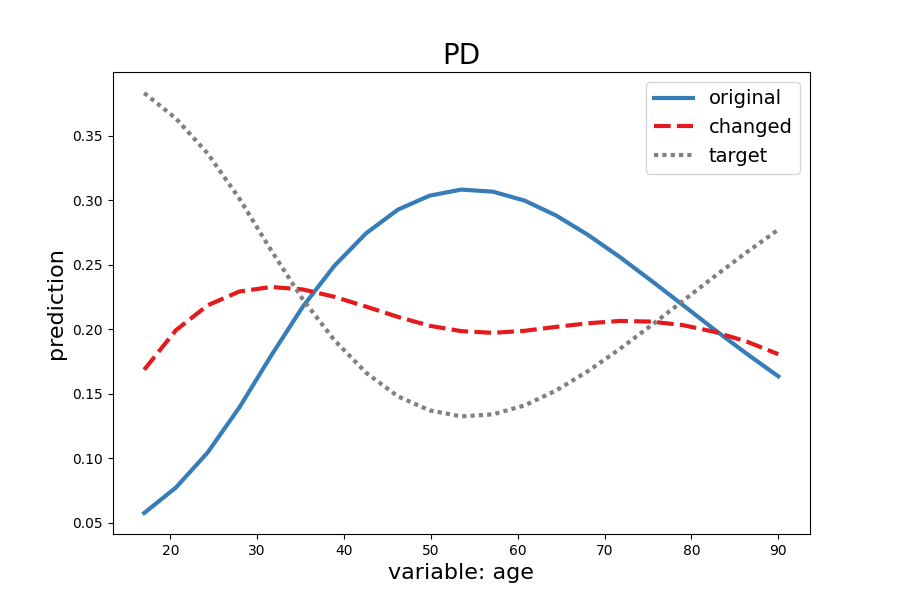 PD
original
changed
target
0.35
0.30
0.25
0.20
0.15
0.10
0.05
prediction
20 30 40 50 60 70 80 90
variable: age